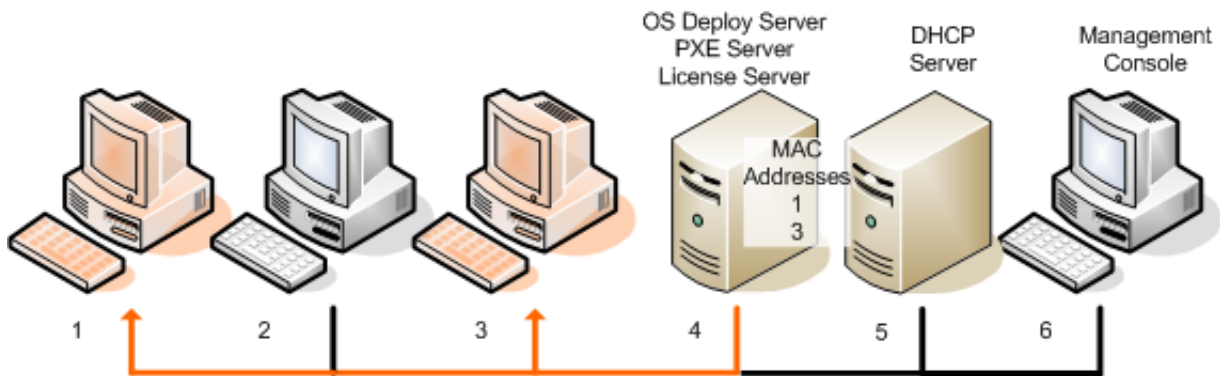 OS Deploy Server
PXE Server
License Server
DHCP
Server
Management
Console
MAC
Addresses
1
3
1
2
3
4
5
6